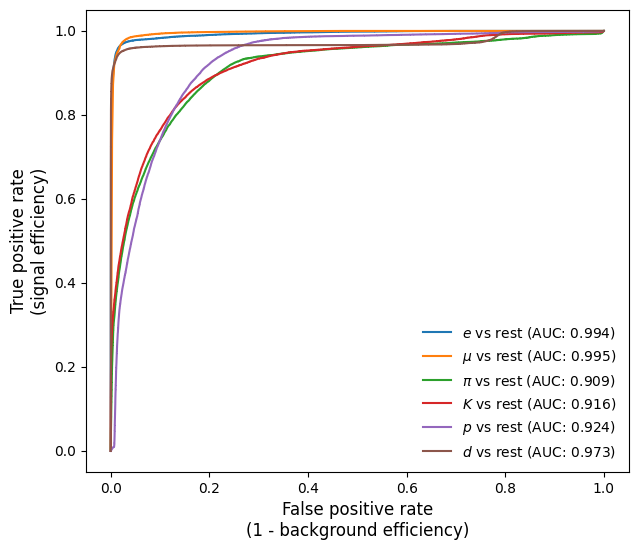 1.0
0.8
0.6
0.4
0.2
0.0
True positive rate
(signal efficiency)
e vs rest (AUC: 0.994)
μ vs rest (AUC: 0.995)
π vs rest (AUC: 0.909)
K vs rest (AUC: 0.916)
p vs rest (AUC: 0.924)
d vs rest (AUC: 0.973)
0.0 0.2 0.4 0.6 0.8 1.0
False positive rate
(1 - background efficiency)